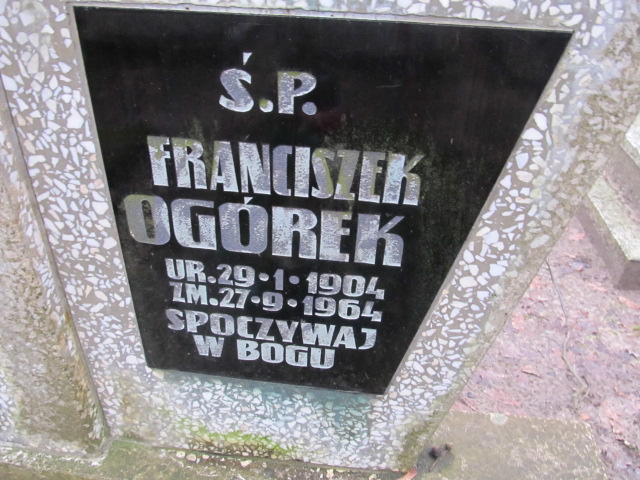 Ś.P.
FRANCISZEK
OGÓREK
UR.29·1·1904
ZM.27·9·1964
SPOCZYWAJ
W BOGU